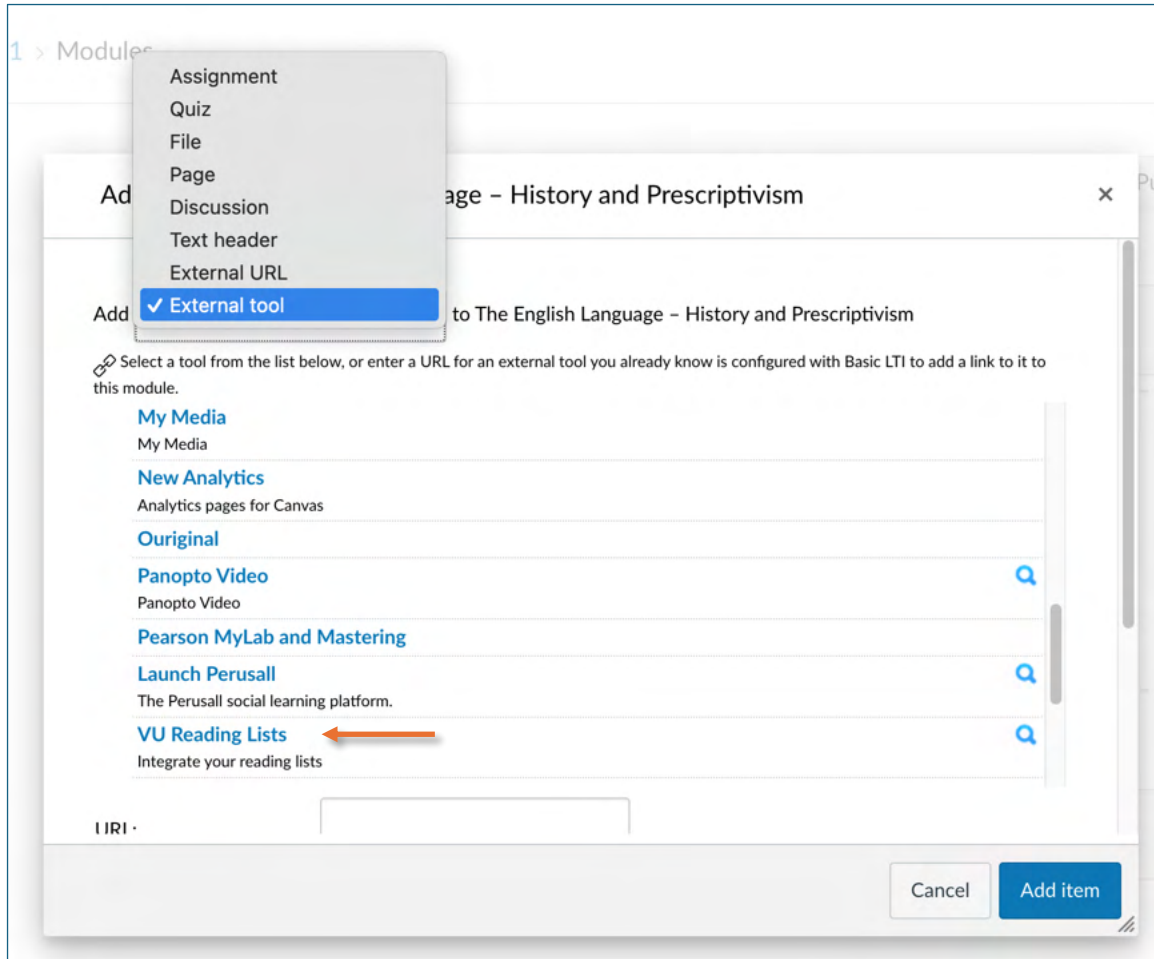 1 > Modules
Assignment
Quiz
File
Page
Discussion
Text header
External URL
✓ External tool
Ad age – History and Prescriptivism ×
Pu
Add to The English Language – History and Prescriptivism
Select a tool from the list below, or enter a URL for an external tool you already know is configured with Basic LTI to add a link to it to
this module.
My Media
My Media
New Analytics
Analytics pages for Canvas
Ouriginal
Panopto Video
Panopto Video
Pearson MyLab and Mastering
Launch Perusall
The Perusall social learning platform.
VU Reading Lists
Integrate your reading lists
URL:
Cancel Add item